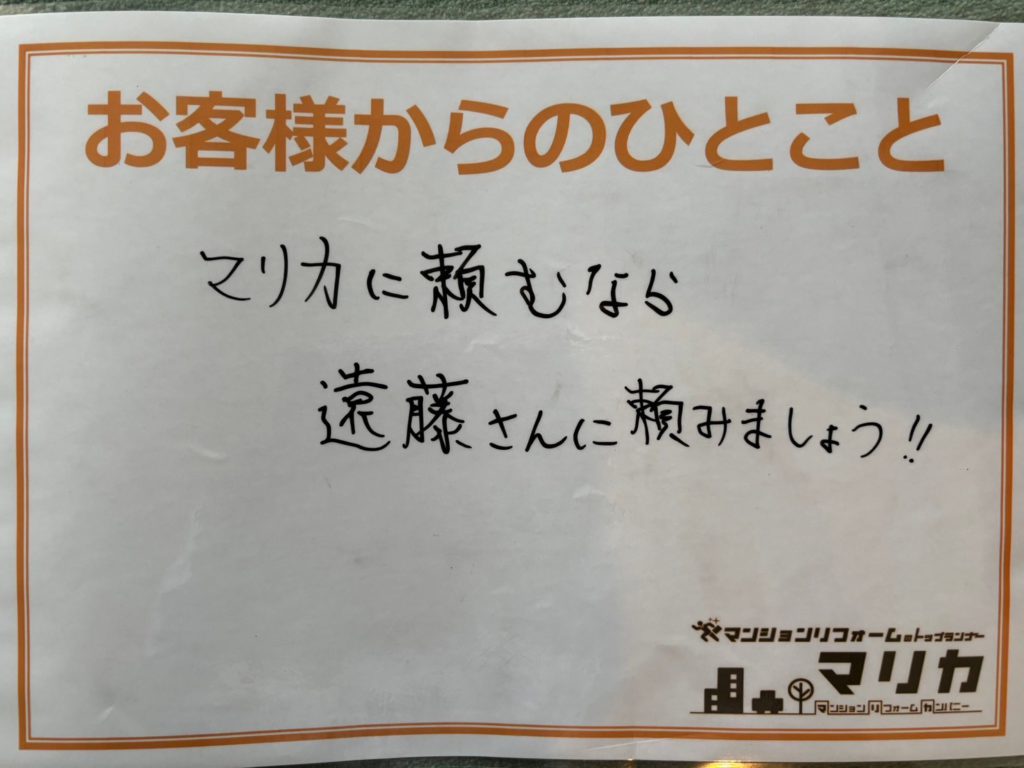 お客様からのひとこと
マリカに頼むなら
遠藤さんに頼みましょう!!
マンションリフォームのトップランナー
マリカ
マンションリフォームカンパニー